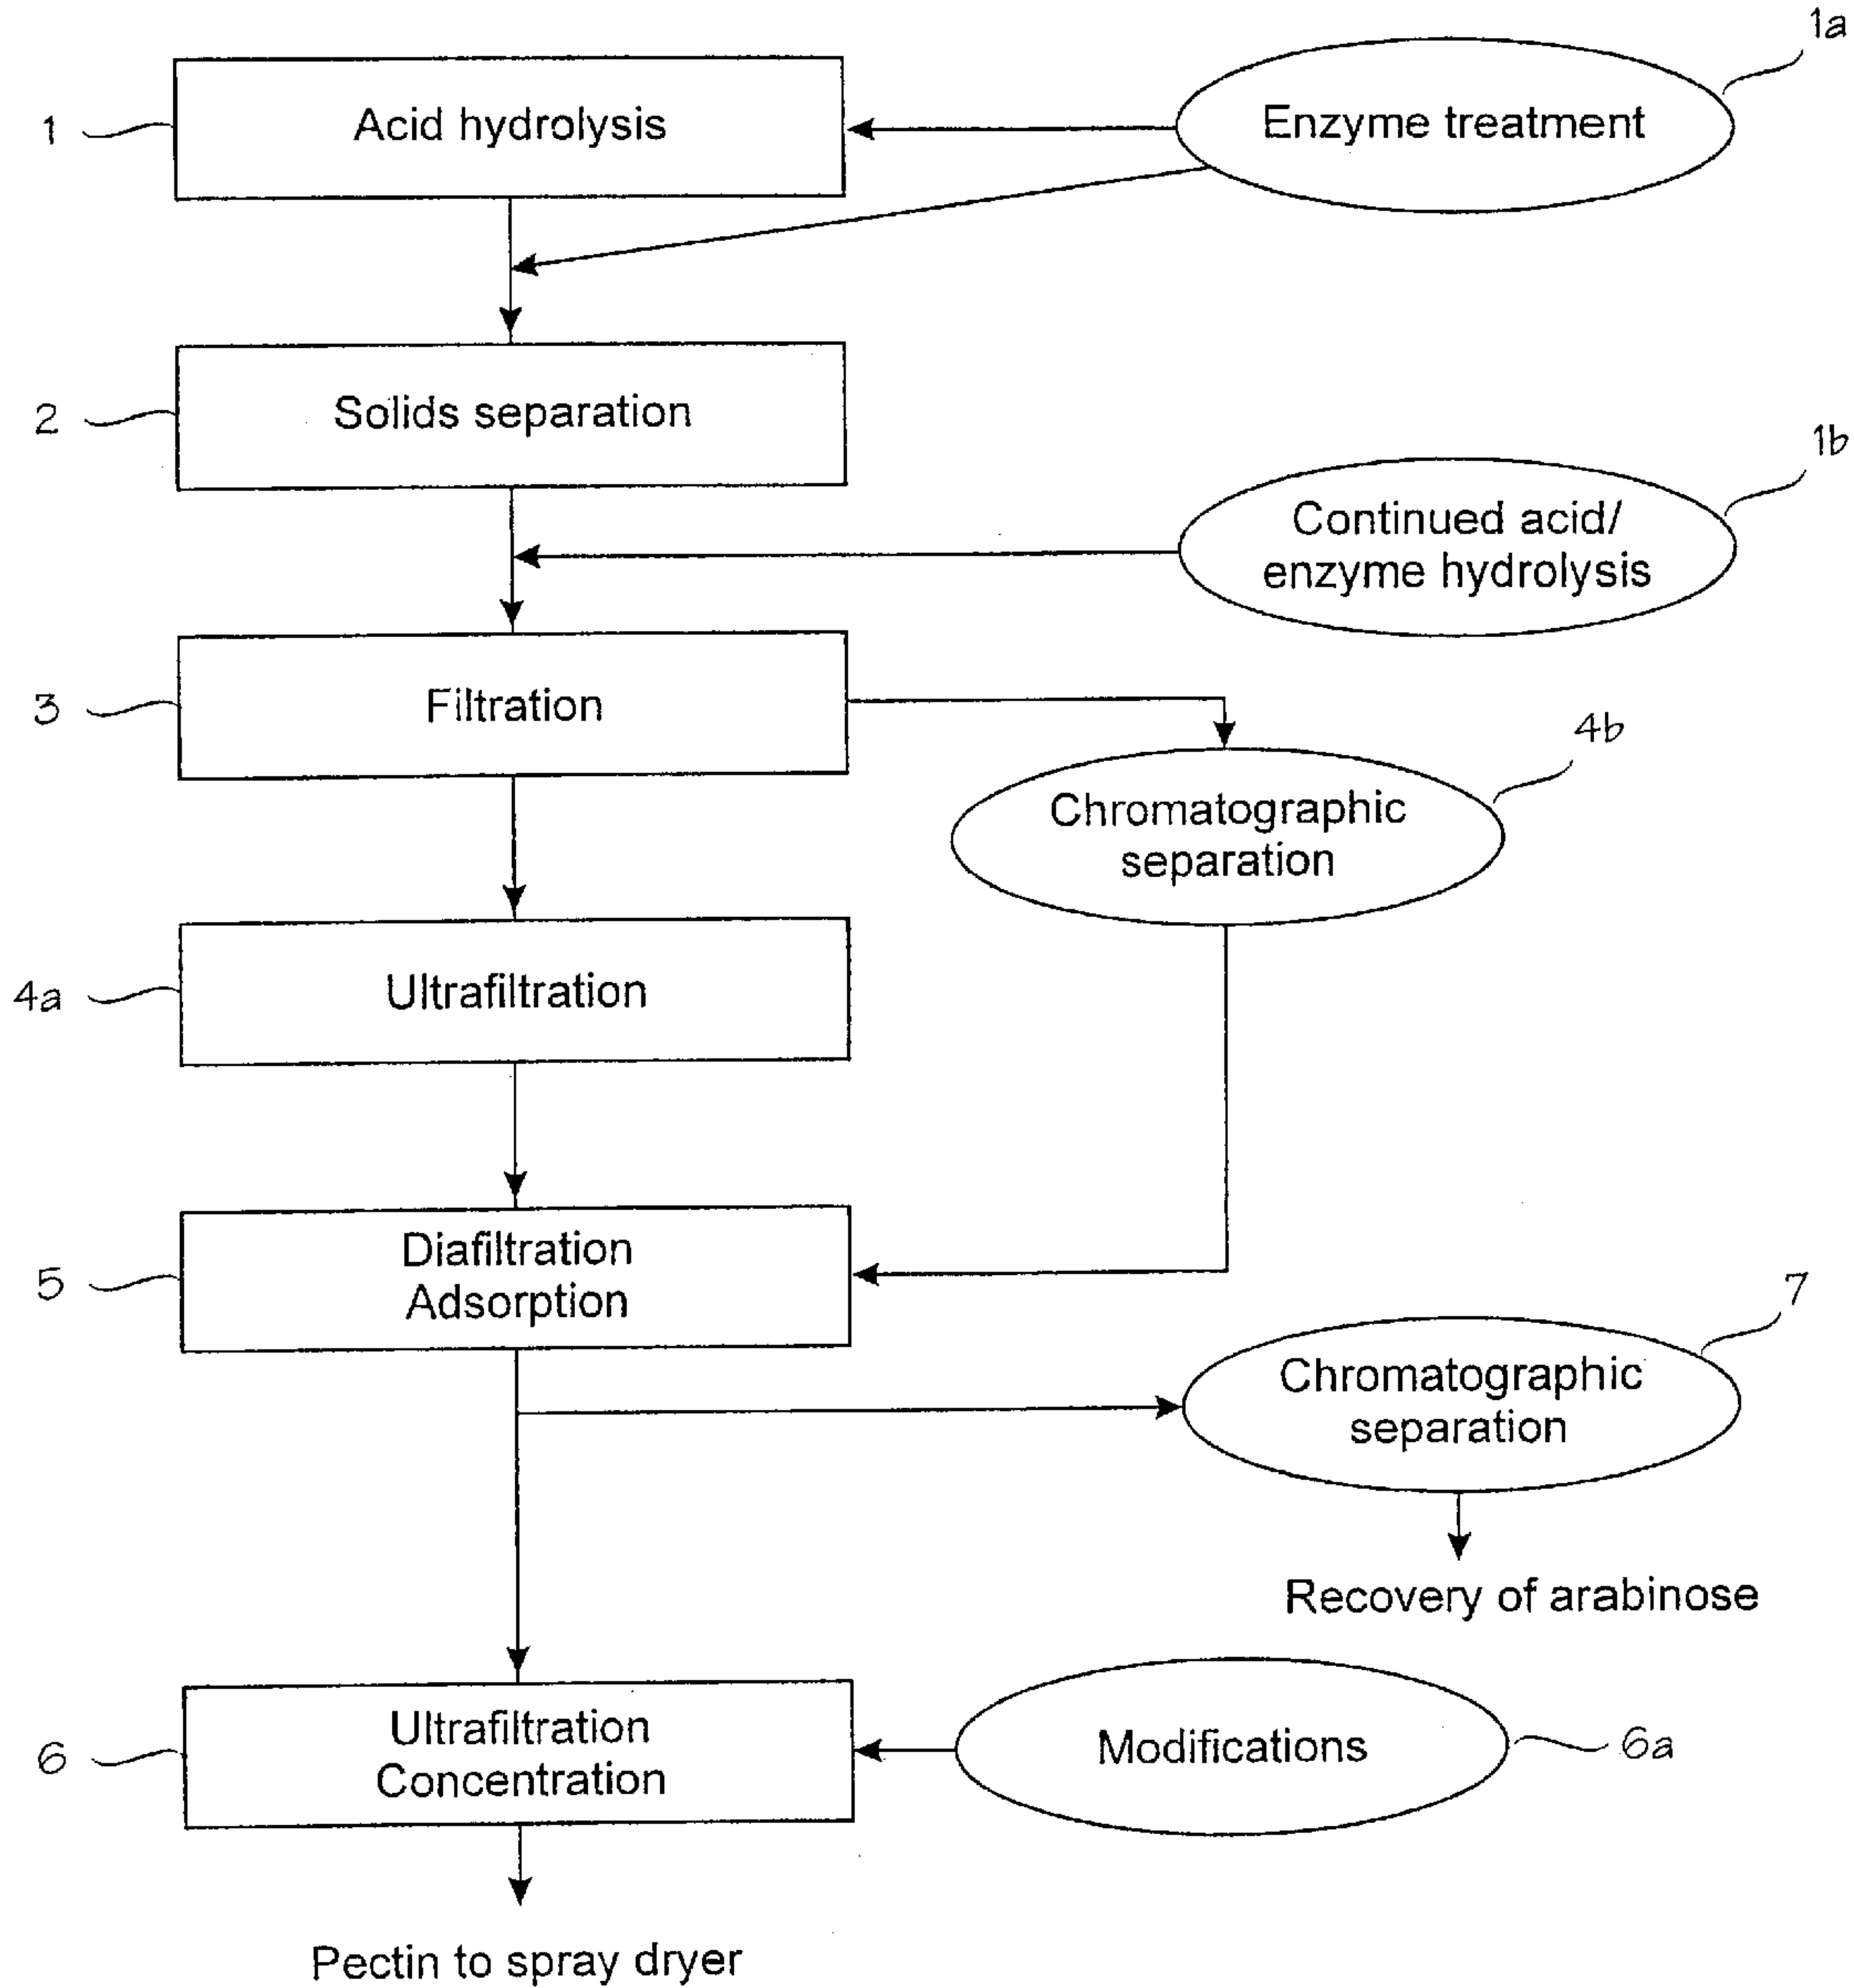 1a
1
Acid hydrolysis
Enzyme treatment
2
Solids separation
1b
Continued acid/
enzyme hydrolysis
3
Filtration
4b
Chromatographic
separation
4a
Ultrafiltration
5
Diafiltration
Adsorption
7
Chromatographic
separation
Recovery of arabinose
6
Ultrafiltration
Concentration
Modifications
6a
Pectin to spray dryer